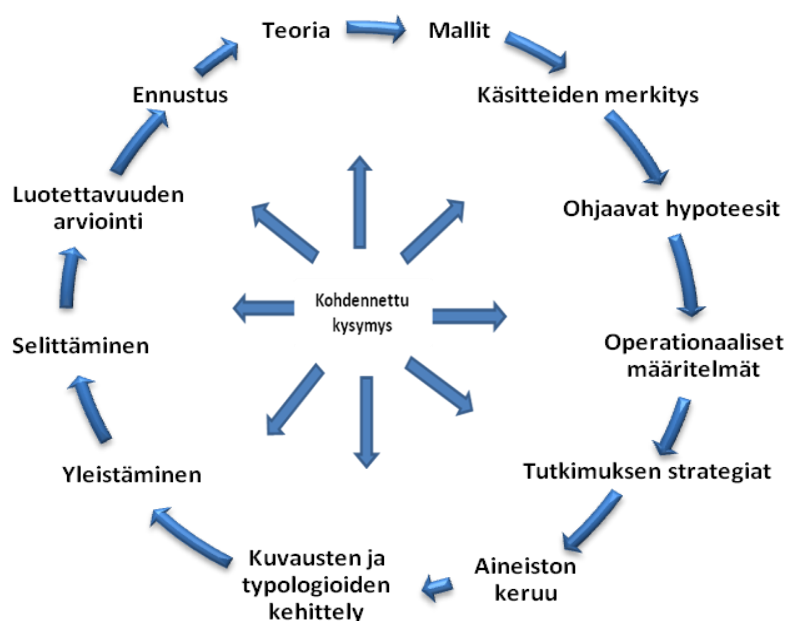 Teoria
Mallit
Käsitteiden merkitys
Ohjaavat hypoteesit
Operationaaliset
määritelmät
Tutkimuksen strategiat
Aineiston
keruu
Kuvausten ja
typologioiden
kehittely
Yleistäminen
Selittäminen
Luotettavuuden
arviointi
Ennustus
Kohdennettu
kysymys